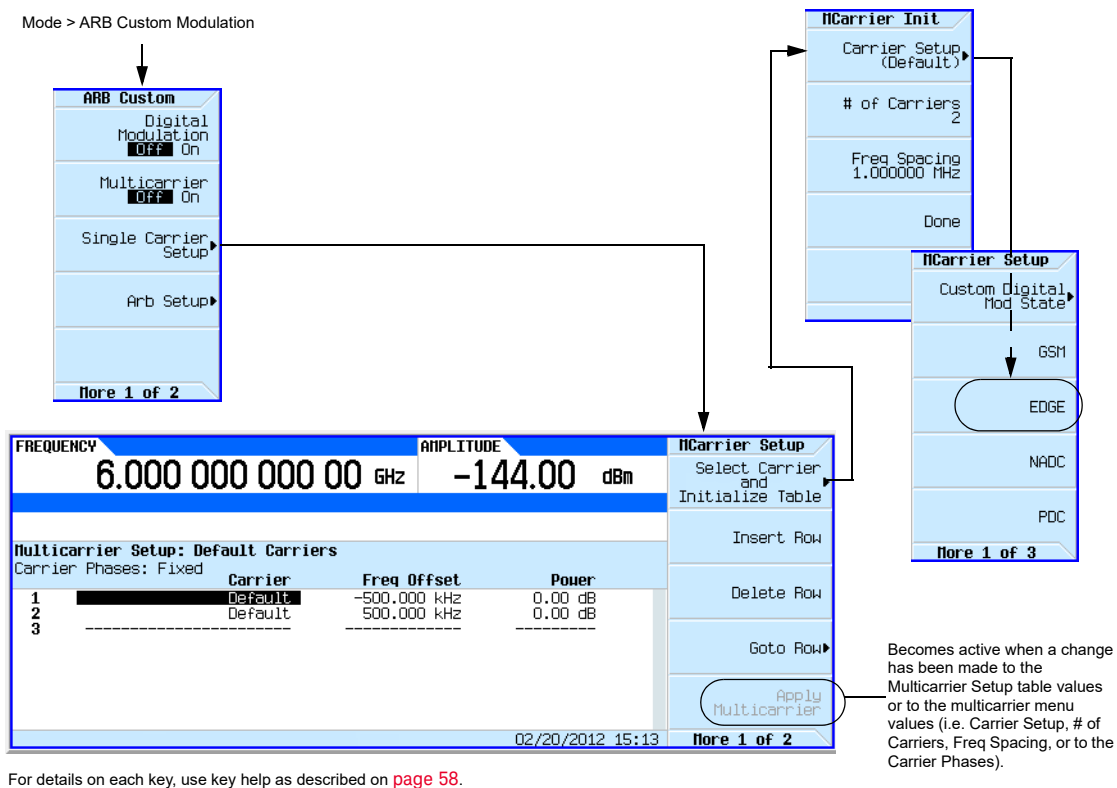 Mode > ARB Custom Modulation
ARB Custom
Digital
Modulation
Off On
Multicarrier
Off On
Single Carrier
Setup
Arb Setup
More 1 of 2
MCarrier Init
Carrier Setup
(Default)
# of Carriers
2
Freq Spacing
1.000000 MHz
Done
MCarrier Setup
Custom Digital
Mod State
GSM
EDGE
NADC
PDC
More 1 of 3
FREQUENCY
6.000 000 000 00 GHz
AMPLITUDE
-144.00 dBm
Multicarrier Setup: Default Carriers
Carrier Phases: Fixed
Carrier Freq Offset Power
1 Default -500.000 kHz 0.00 dB
2 Default 500.000 kHz 0.00 dB
3 ---------------------- ------------- ---------
02/20/2012 15:13
MCarrier Setup
Select Carrier
and
Initialize Table
Insert Row
Delete Row
Goto Row
Apply
Multicarrier
More 1 of 2
Becomes active when a change
has been made to the
Multicarrier Setup table values
or to the multicarrier menu
values (i.e. Carrier Setup, # of
Carriers, Freq Spacing, or to the
Carrier Phases).
For details on each key, use key help as described on page 58.